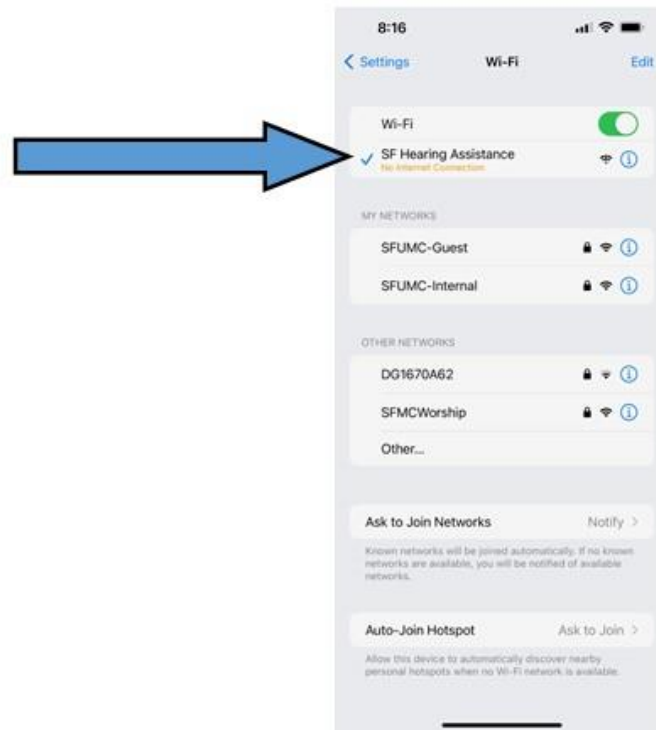 8:16
Settings Wi-Fi Edit
Wi-Fi
SF Hearing Assistance
No Internet Connection
MY NETWORKS
SFUMC-Guest
SFUMC-Internal
OTHER NETWORKS
DG1670A62
SFMCWorship
Other...
Ask to Join Networks Notify
Known networks will be joined automatically. If no known
networks are available, you will be notified of available
networks.
Auto-Join Hotspot Ask to Join
Allow this device to automatically discover nearby
personal hotspots when no Wi-Fi network is available.